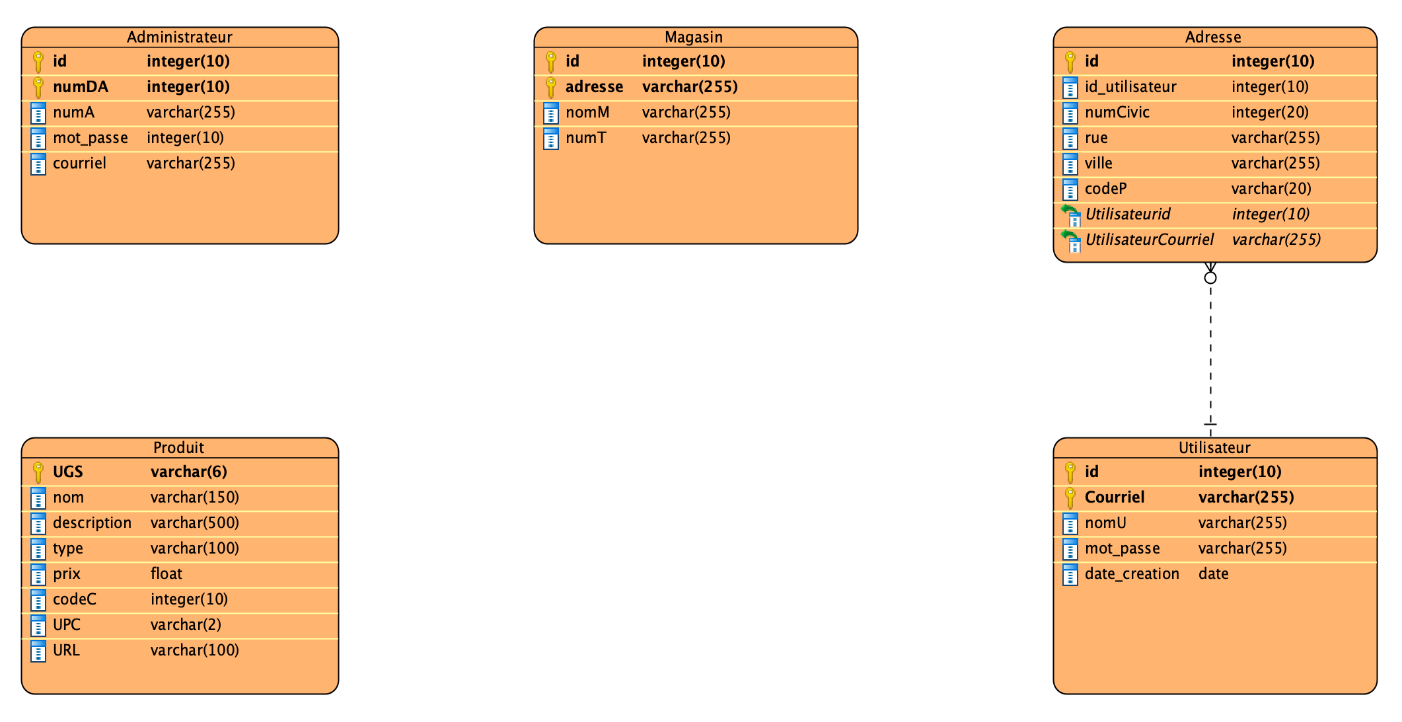 Administrateur
id integer(10)
numDA integer(10)
numA varchar(255)
mot_passe integer(10)
courriel varchar(255)
Magasin
id integer(10)
adresse varchar(255)
nomM varchar(255)
numT varchar(255)
Adresse
id integer(10)
id_utilisateur integer(10)
numCivic integer(20)
rue varchar(255)
ville varchar(255)
codeP varchar(20)
Utilisateurid integer(10)
UtilisateurCourriel varchar(255)
Produit
UGS varchar(6)
nom varchar(150)
description varchar(500)
type varchar(100)
prix float
codeC integer(10)
UPC varchar(2)
URL varchar(100)
Utilisateur
id integer(10)
Courriel varchar(255)
nomU varchar(255)
mot_passe varchar(255)
date_creation date